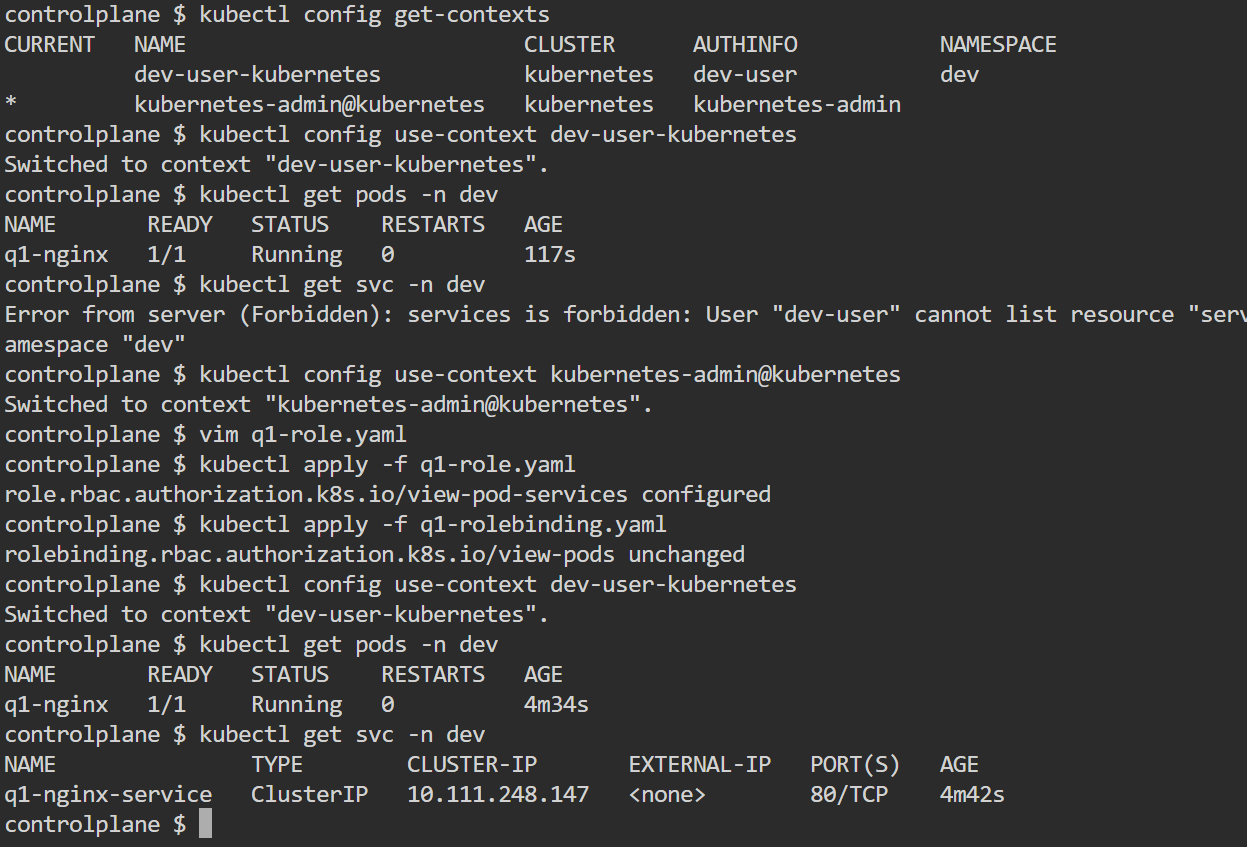 controlplane $ kubectl config get-contexts
CURRENT   NAME                          CLUSTER      AUTHINFO           NAMESPACE
          dev-user-kubernetes           kubernetes   dev-user           dev
*         kubernetes-admin@kubernetes   kubernetes   kubernetes-admin
controlplane $ kubectl config use-context dev-user-kubernetes
Switched to context "dev-user-kubernetes".
controlplane $ kubectl get pods -n dev
NAME       READY   STATUS    RESTARTS   AGE
q1-nginx   1/1     Running   0          117s
controlplane $ kubectl get svc -n dev
Error from server (Forbidden): services is forbidden: User "dev-user" cannot list resource "serv
amespace "dev"
controlplane $ kubectl config use-context kubernetes-admin@kubernetes
Switched to context "kubernetes-admin@kubernetes".
controlplane $ vim q1-role.yaml
controlplane $ kubectl apply -f q1-role.yaml
role.rbac.authorization.k8s.io/view-pod-services configured
controlplane $ kubectl apply -f q1-rolebinding.yaml
rolebinding.rbac.authorization.k8s.io/view-pods unchanged
controlplane $ kubectl config use-context dev-user-kubernetes
Switched to context "dev-user-kubernetes".
controlplane $ kubectl get pods -n dev
NAME       READY   STATUS    RESTARTS   AGE
q1-nginx   1/1     Running   0          4m34s
controlplane $ kubectl get svc -n dev
NAME               TYPE        CLUSTER-IP       EXTERNAL-IP   PORT(S)   AGE
q1-nginx-service   ClusterIP   10.111.248.147   <none>        80/TCP    4m42s
controlplane $